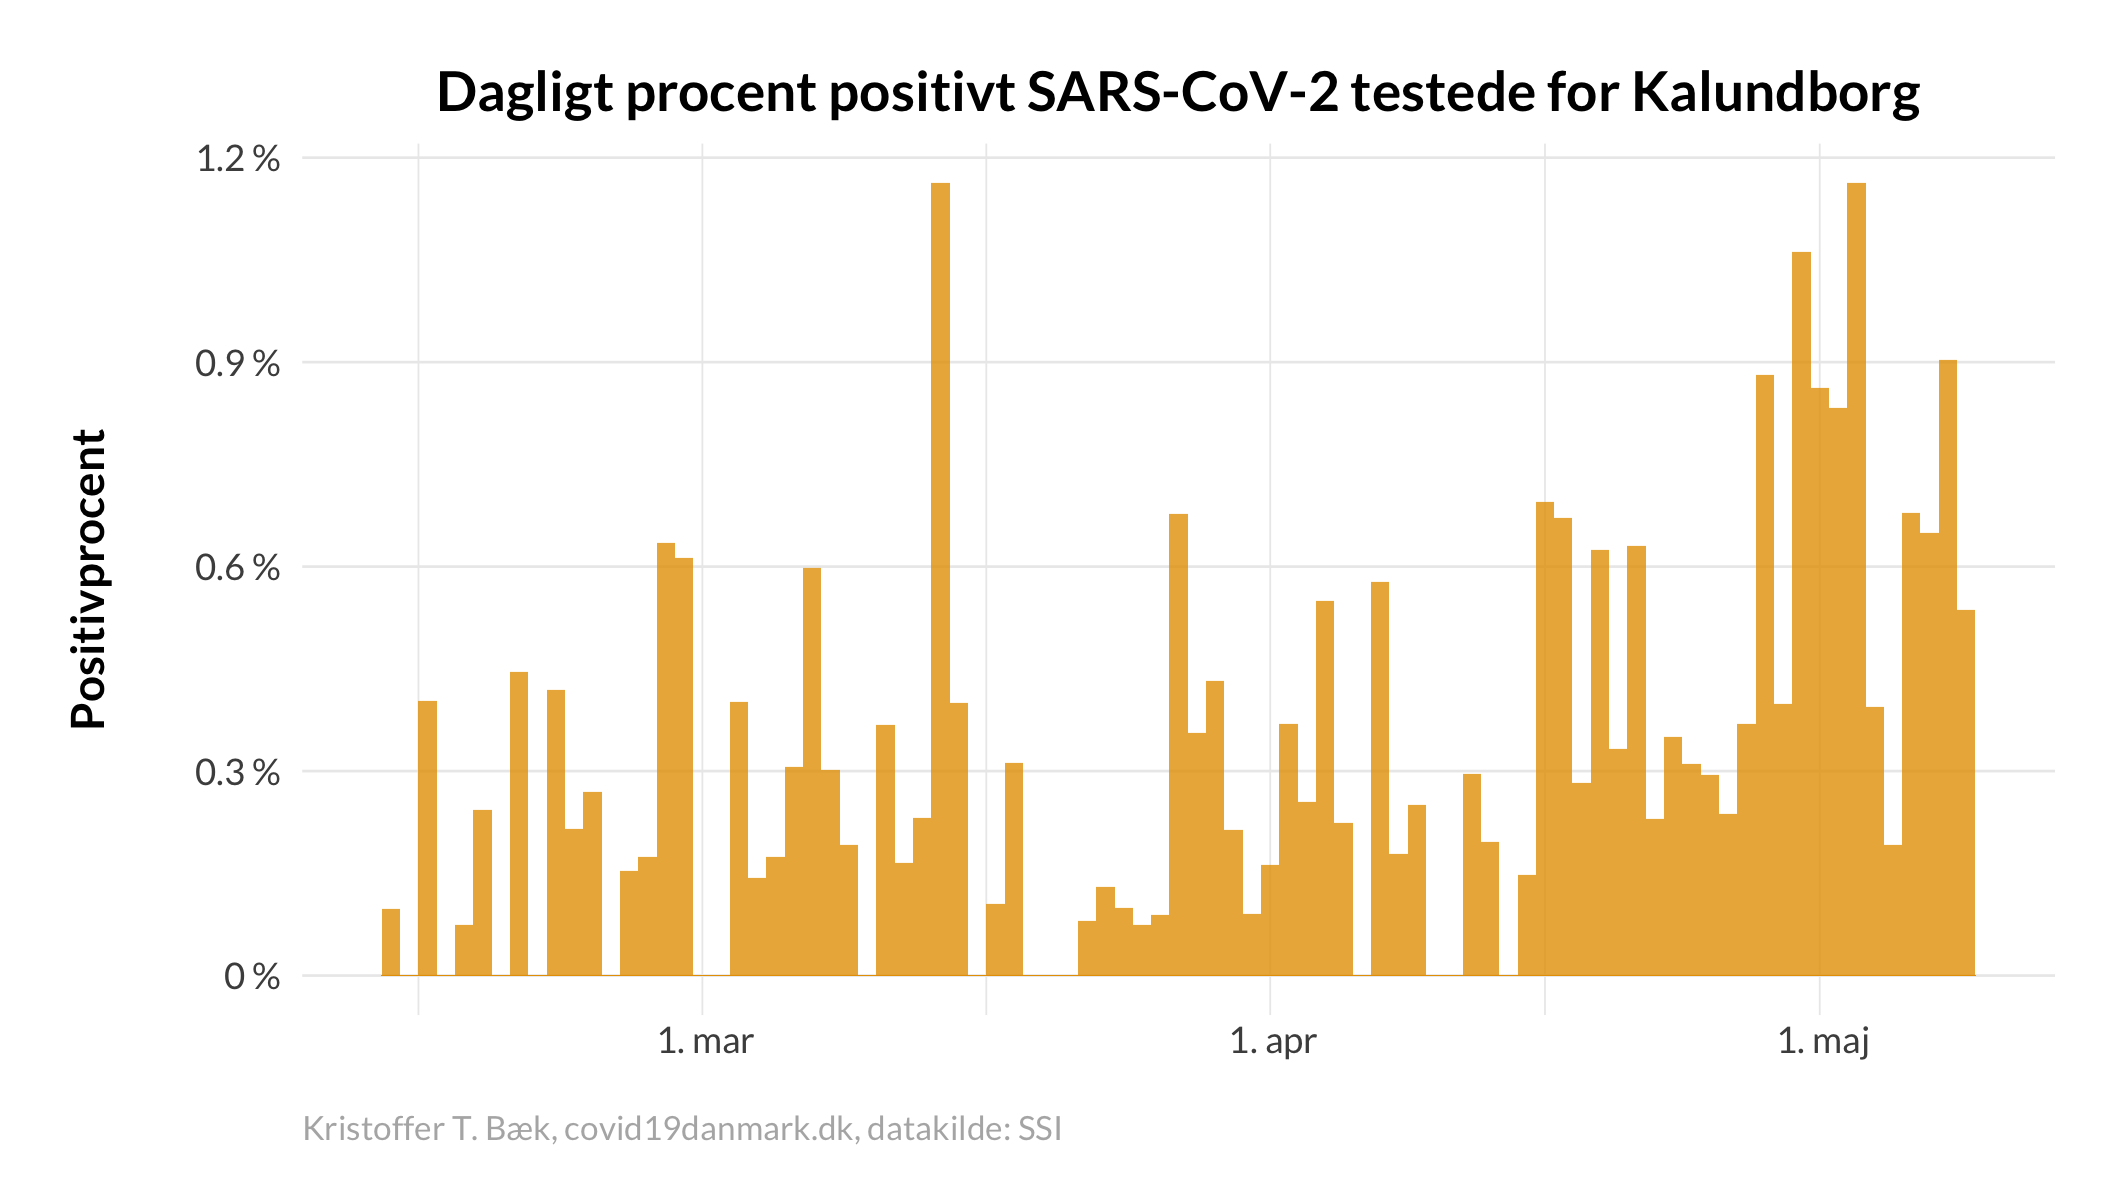 Dagligt procent positivt SARS-CoV-2 testede for Kalundborg
1.2 %
0.9 %
0.6 %
0.3 %
0 %
Positivprocent
1. mar
1. apr
1. maj
Kristoffer T. Bæk, covid19danmark.dk, datakilde: SSI